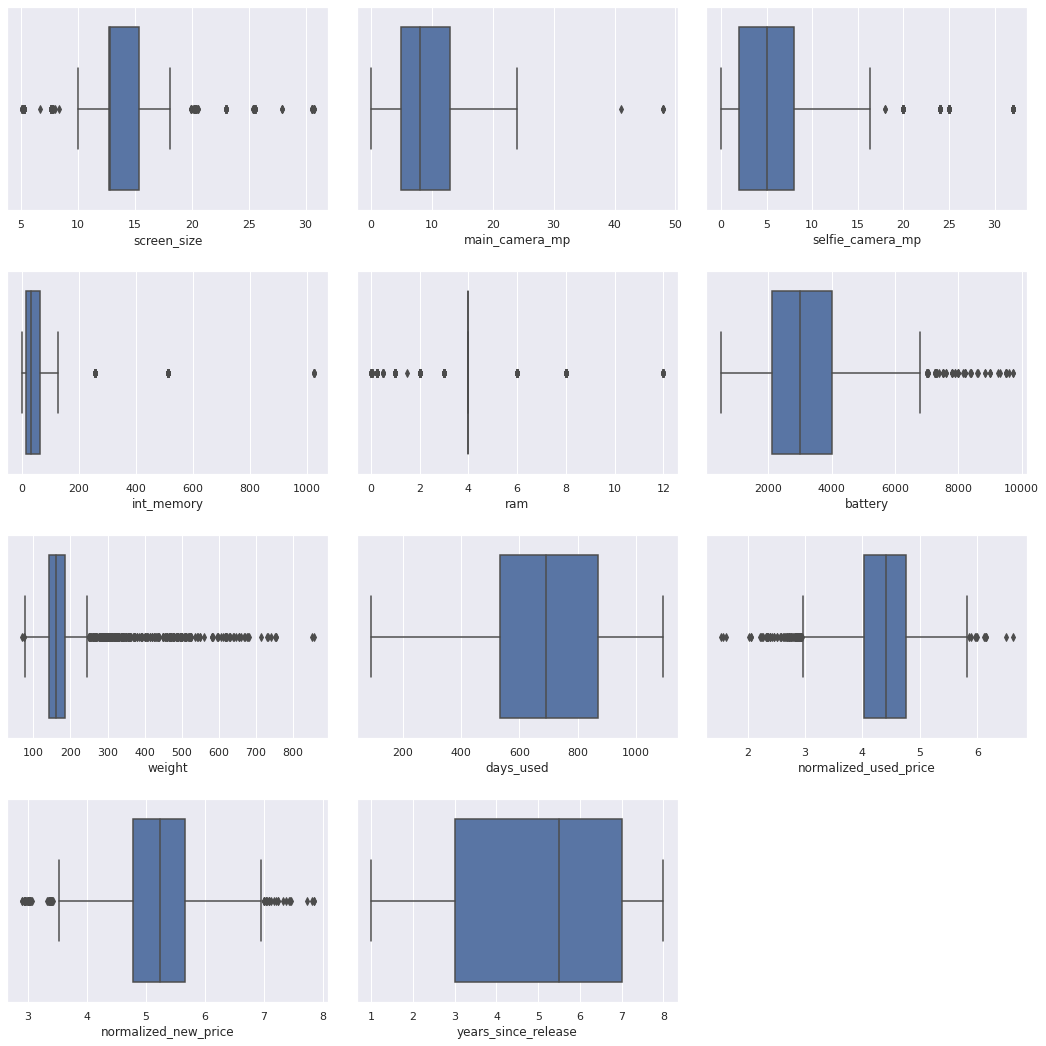 5 10 15 20 25 30
screen_size
0 10 20 30 40 50
main_camera_mp
0 5 10 15 20 25 30
selfie_camera_mp
0 200 400 600 800 1000
int_memory
0 2 4 6 8 10 12
ram
2000 4000 6000 8000 10000
battery
100 200 300 400 500 600 700 800
weight
200 400 600 800 1000
days_used
2 3 4 5 6
normalized_used_price
3 4 5 6 7 8
normalized_new_price
1 2 3 4 5 6 7 8
years_since_release